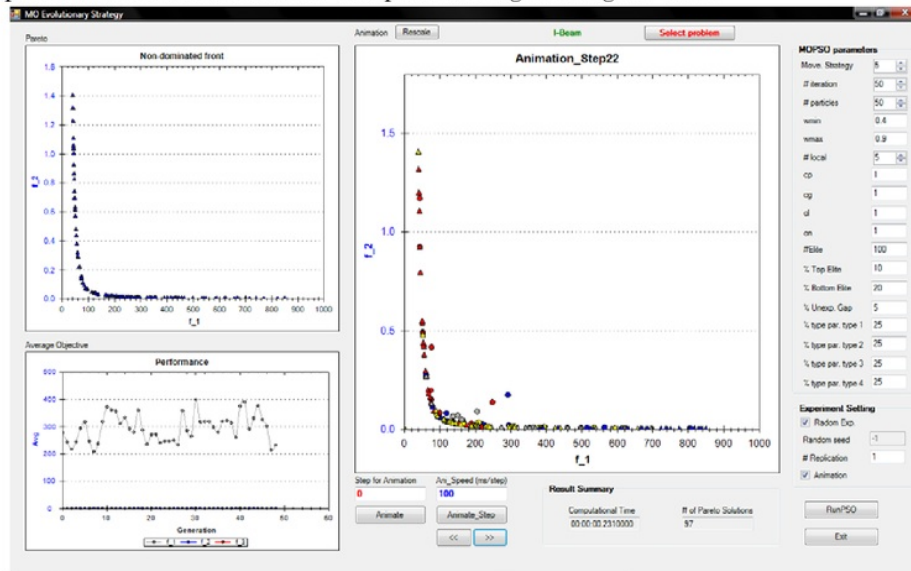 MO Evolutionary Strategy
Pareto
Non-dominated front
1.8
1.6
1.4
1.2
1.0
0.8
0.6
0.4
0.2
0.0
f_2
0 100 200 300 400 500 600 700 800 900 1000
f_1
Average Objective
Performance
400
300
200
100
0
Avg
0 10 20 30 40 50 60
Generation
f_1 f_2 f_3
Animation Rescale I-Beam Select problem
Animation_Step22
1.5
1.0
0.5
0.0
f_2
0 100 200 300 400 500 600 700 800 900 1000
f_1
Step for Animation Ani_Speed (ms/step)
0 100
Animate Animate_Step
<< >>
Result Summary
Computational Time # of Pareto Solutions
00:00:00.2310000 97
MOPSO parameters
Move. Strategy 5
# iteration 50
# particles 50
wmin 0.4
wmax 0.9
# local 5
cp 1
cg 1
cl 1
cn 1
#Elite 100
% Top Elite 10
% Bottom Elite 20
% Unexp. Gap 5
% type par. type 1 25
% type par. type 2 25
% type par. type 3 25
% type par. type 4 25
Experiment Setting
Radom Exp.
Random seed -1
# Replication 1
Animation
RunPSO
Exit